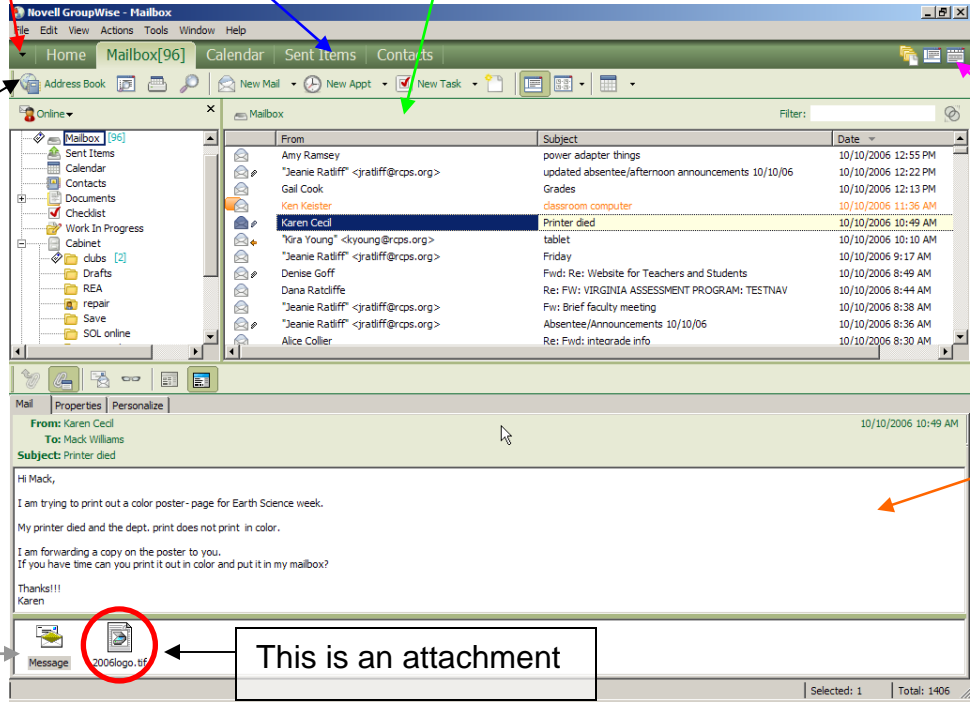 Novell GroupWise - Mailbox
File Edit View Actions Tools Window Help
Home Mailbox[96] Calendar Sent Items Contacts
Address Book New Mail New Appt New Task
Online Mailbox Filter:
Mailbox [96]
Sent Items
Calendar
Contacts
Documents
Checklist
Work In Progress
Cabinet
clubs [2]
Drafts
REA
repair
Save
SOL online
From Subject Date
Amy Ramsey power adapter things 10/10/2006 12:55 PM
"Jeanie Ratliff" <jratliff@rcps.org> updated absentee/afternoon announcements 10/10/06 10/10/2006 12:22 PM
Gail Cook Grades 10/10/2006 12:13 PM
Ken Keister classroom computer 10/10/2006 11:36 AM
Karen Cecil Printer died 10/10/2006 10:49 AM
"Kira Young" <kyoung@rcps.org> tablet 10/10/2006 10:10 AM
"Jeanie Ratliff" <jratliff@rcps.org> Friday 10/10/2006 9:17 AM
Denise Goff Fwd: Re: Website for Teachers and Students 10/10/2006 8:49 AM
Dana Ratcliffe Re: FW: VIRGINIA ASSESSMENT PROGRAM: TESTNAV 10/10/2006 8:44 AM
"Jeanie Ratliff" <jratliff@rcps.org> Fw: Brief faculty meeting 10/10/2006 8:38 AM
"Jeanie Ratliff" <jratliff@rcps.org> Absentee/Announcements 10/10/06 10/10/2006 8:36 AM
Alice Collier Re: Fwd: integrade info 10/10/2006 8:30 AM
Mail Properties Personalize
From: Karen Cecil 10/10/2006 10:49 AM
To: Mack Williams
Subject: Printer died
Hi Mack,
I am trying to print out a color poster- page for Earth Science week.
My printer died and the dept. print does not print in color.
I am forwarding a copy on the poster to you.
If you have time can you print it out in color and put it in my mailbox?
Thanks!!!
Karen
Message 2006logo.tif
This is an attachment
Selected: 1 Total: 1406